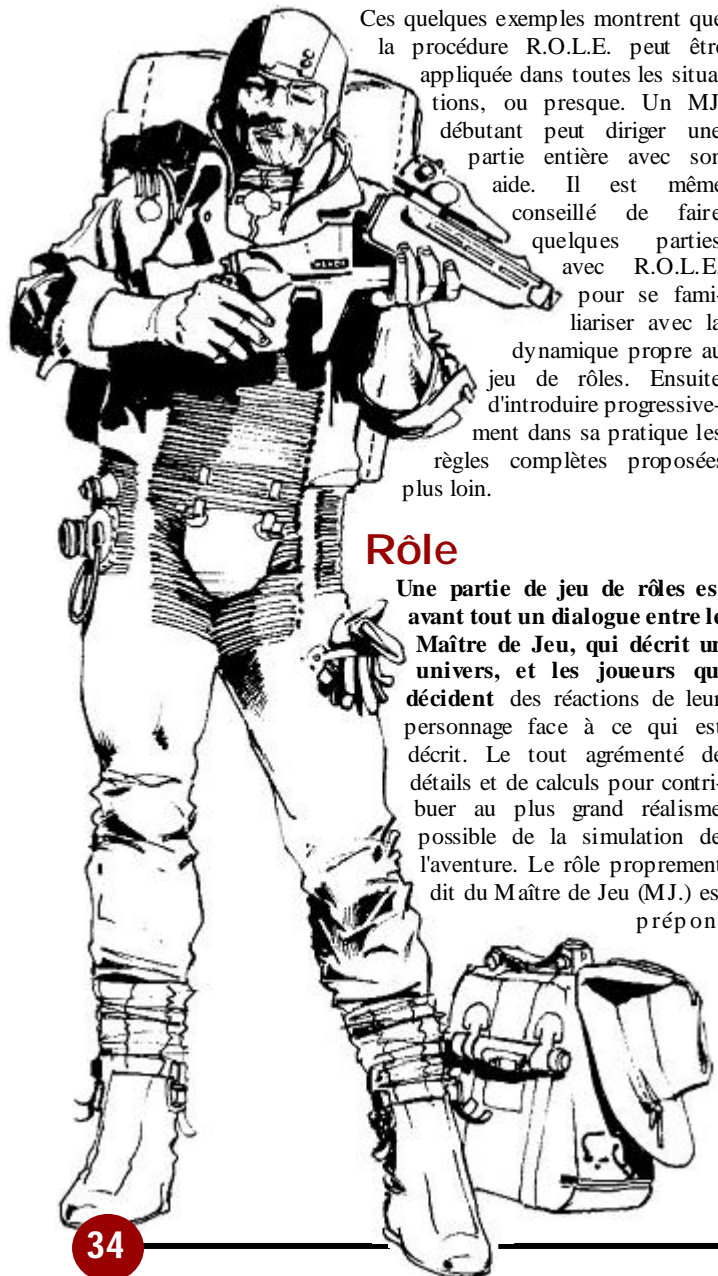 Ces quelques exemples montrent que
la procédure R.O.L.E. peut être
appliquée dans toutes les situa
tions, ou presque. Un MJ
débutant peut diriger une
partie entière avec son
aide. Il est même
conseillé de faire
quelques parties
avec R.O.L.E.
pour se fami-
liariser avec la
dynamique propre au
jeu de rôles. Ensuite
d'introduire progressive-
ment dans sa pratique les
règles complètes proposées
plus loin.
Rôle
Une partie de jeu de rôles es
avant tout un dialogue entre le
Maître de Jeu, qui décrit un
univers, et les joueurs qu
décident des réactions de leur
personnage face à ce qui est
décrit. Le tout agrémenté de
détails et de calculs pour contri-
buer au plus grand réalisme
possible de la simulation de
l'aventure. Le rôle proprement
dit du Maître de Jeu (MJ.) es
prépon
34